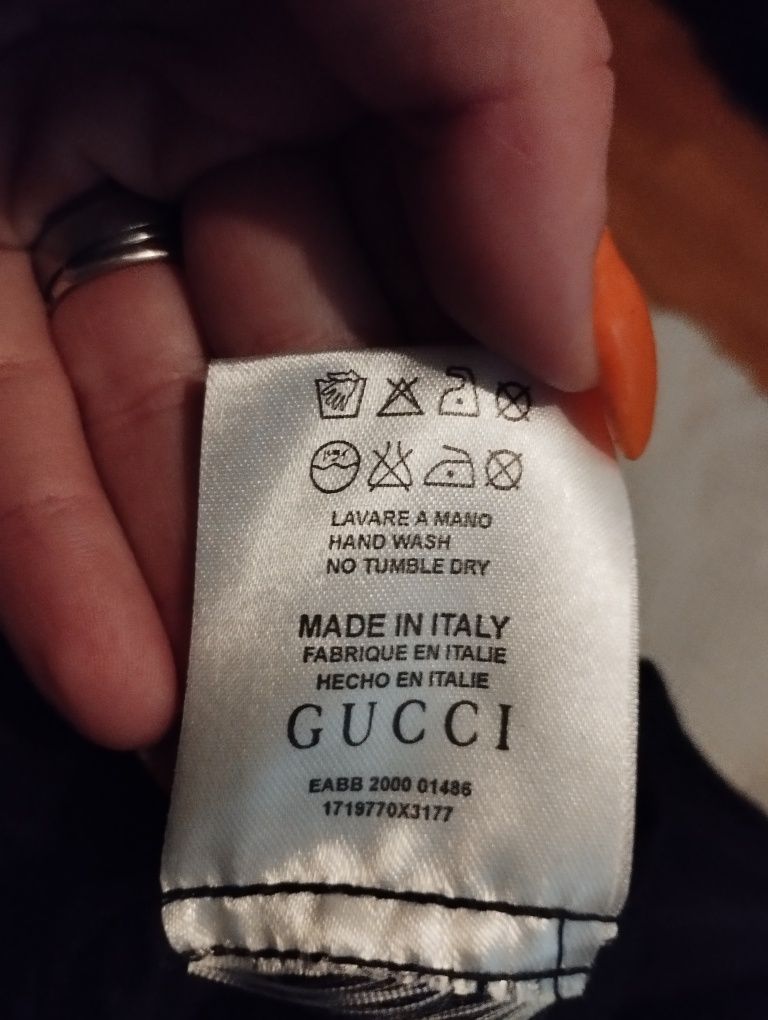 LAVARE A MANO
HAND WASH
NO TUMBLE DRY
MADE IN ITALY
FABRIQUE EN ITALIE
HECHO EN ITALIE
GUCCI
EABB 2000 01486
1719770X3177